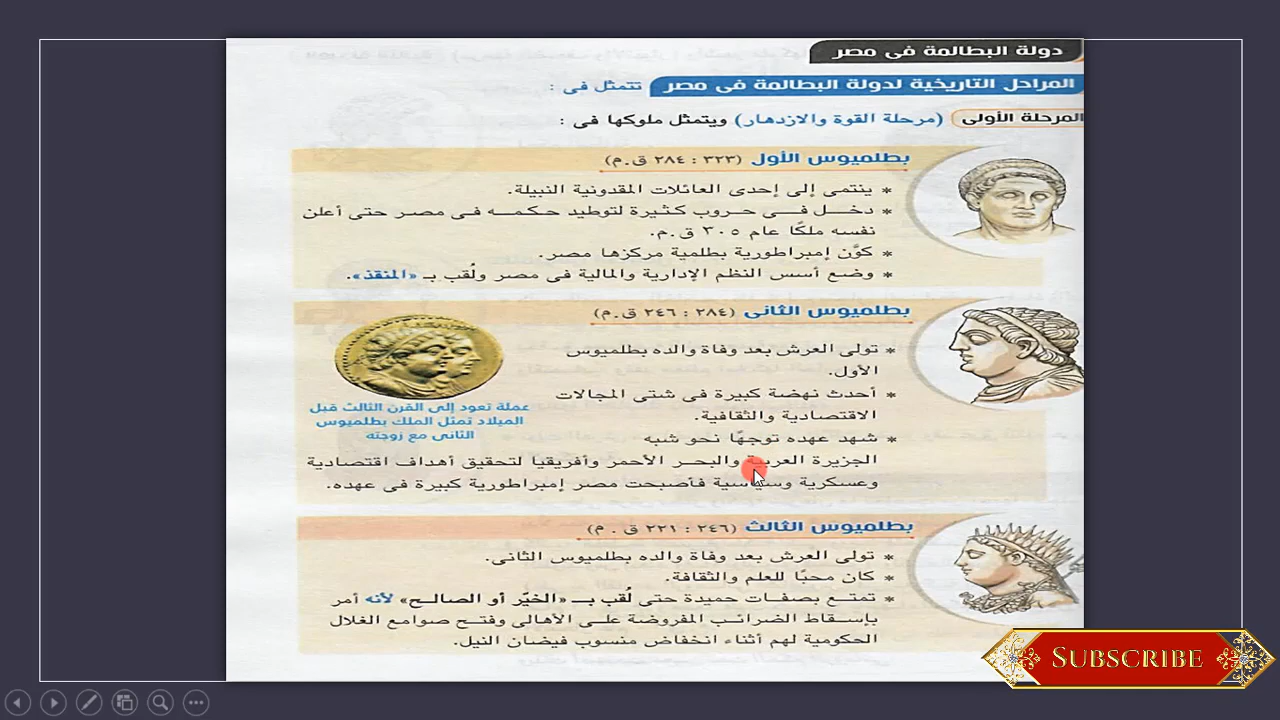 دولة البطالمة فى مصر
المراحل التاريخية لدولة البطالمة فى مصر تتمثل فى :
المرحلة الأولى (مرحلة القوة والازدهار) ويتمثل ملوكها فى :
بطلميوس الأول (٣٢٣ : ٢٨٤ ق.م)
* ينتمى إلى إحدى العائلات المقدونية النبيلة.
* دخل فى حروب كثيرة لتوطيد حكمه فى مصر حتى أعلن
نفسه ملكًا عام ٣٠٥ ق.م.
* كوَّن إمبراطورية بطلمية مركزها مصر.
* وضع أسس النظم الإدارية والمالية فى مصر ولُقب بـ «المنقذ».
بطلميوس الثانى (٢٨٤ : ٢٤٦ ق.م)
* تولى العرش بعد وفاة والده بطلميوس
الأول.
* أحدث نهضة كبيرة فى شتى المجالات
الاقتصادية والثقافية.
* شهد عهده توجهًا نحو شبه
الجزيرة العربية والبحر الأحمر وأفريقيا لتحقيق أهداف اقتصادية
وعسكرية وسياسية فأصبحت مصر إمبراطورية كبيرة فى عهده.
عملة تعود إلى القرن الثالث قبل
الميلاد تمثل الملك بطلميوس
الثانى مع زوجته
بطلميوس الثالث (٢٤٦ : ٢٢١ ق . م)
* تولى العرش بعد وفاة والده بطلميوس الثانى.
* كان محبًا للعلم والثقافة.
* تمتع بصفات حميدة حتى لُقب بـ «الخيّر أو الصالح» لأنه أمر
بإسقاط الضرائب المفروضة على الأهالى وفتح صوامع الغلال
الحكومية لهم أثناء انخفاض منسوب فيضان النيل.
SUBSCRIBE